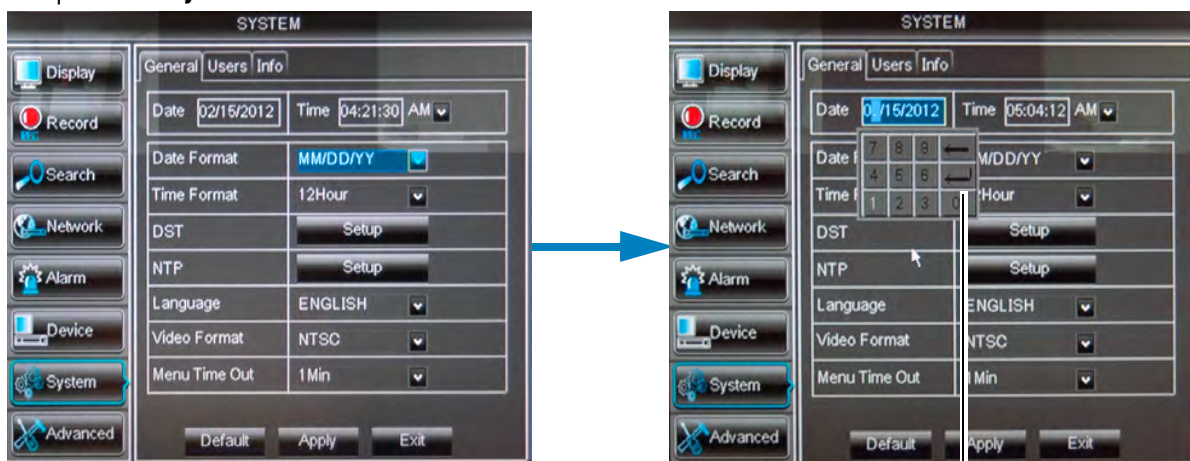 SYSTEM
Display
Record
REC
Search
Network
Alarm
Device
System
Advanced
General Users Info
Date 02/15/2012 Time 04:21:30 AM
Date Format MM/DD/YY
Time Format 12Hour
DST Setup
NTP Setup
Language ENGLISH
Video Format NTSC
Menu Time Out 1Min
Default Apply Exit
SYSTEM
Display
Record
REC
Search
Network
Alarm
Device
System
Advanced
General Users Info
Date /15/2012 Time 05:04:12 AM
7 8 9
4 5 6
1 2 3 0
DST Setup
NTP Setup
Language ENGLISH
Video Format NTSC
Menu Time Out 1Min
Default Apply Exit